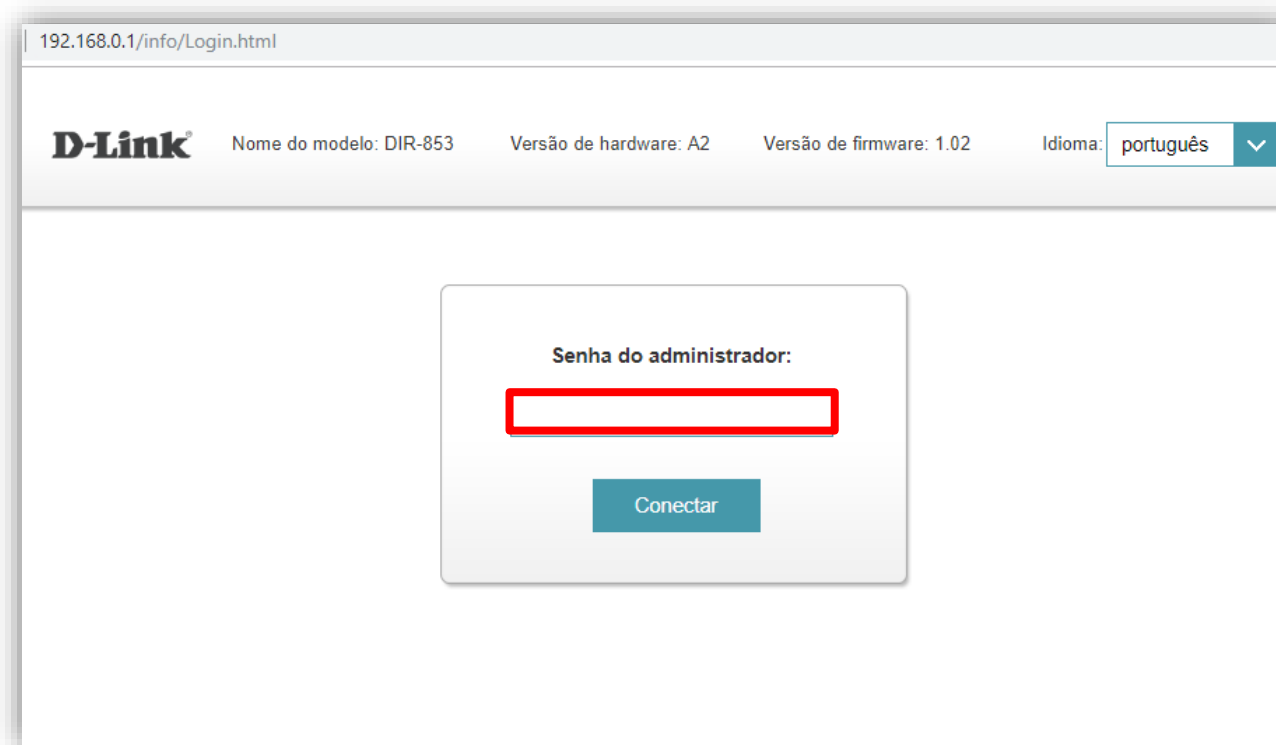 192.168.0.1/info/Login.html
D-Link® Nome do modelo: DIR-853 Versão de hardware: A2 Versão de firmware: 1.02 Idioma: português
Senha do administrador:
Conectar